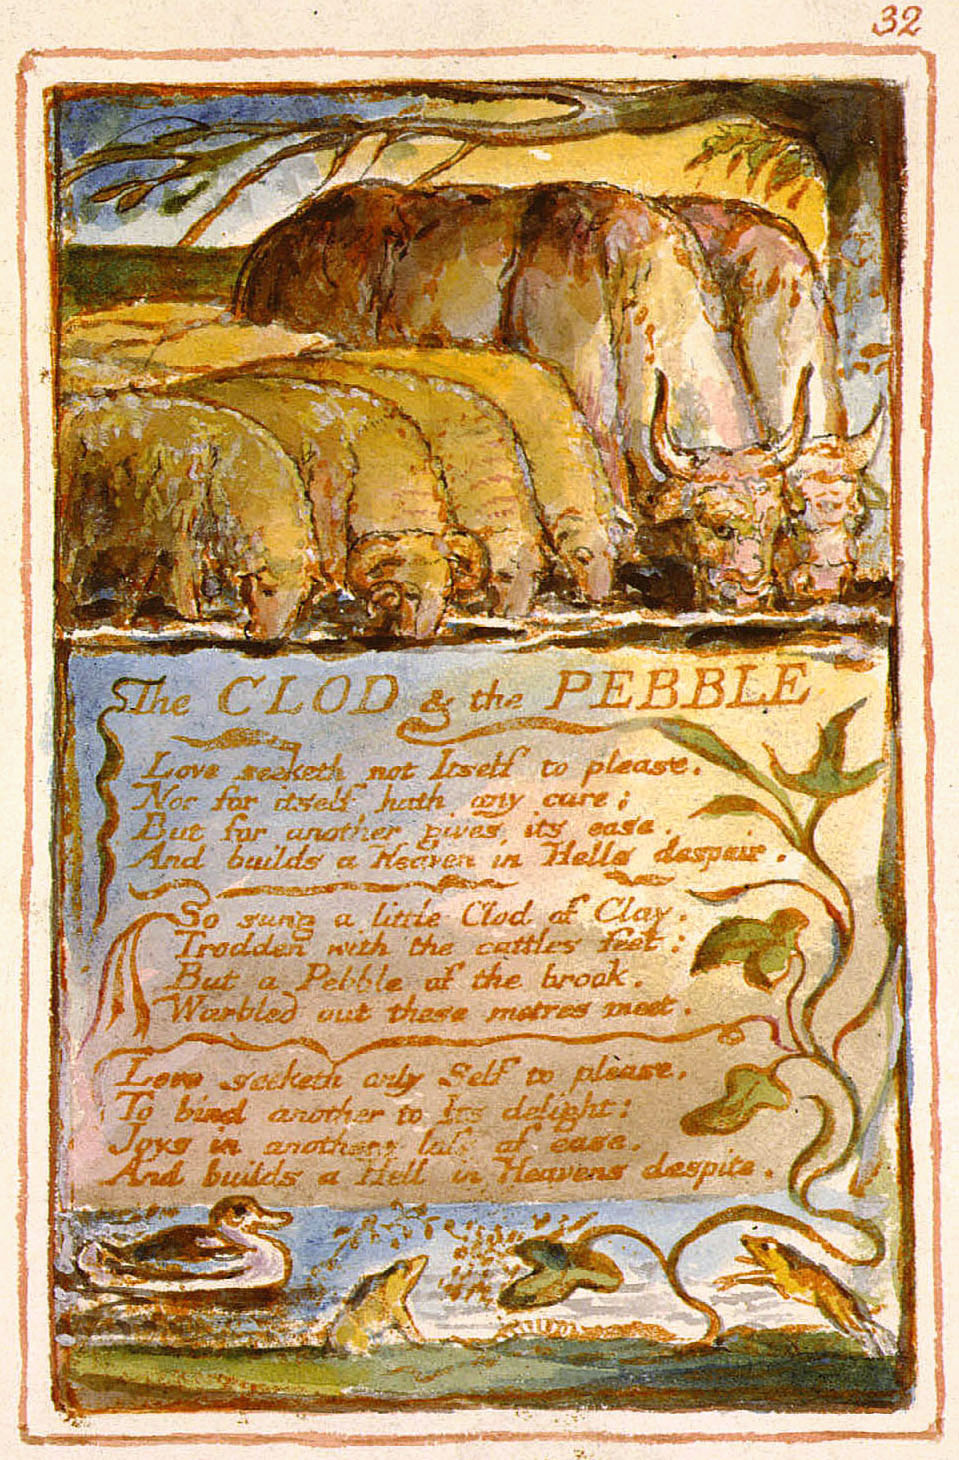 32
The CLOD & the PEBBLE
Love seeketh not Itself to please.
Nor for itself hath any care;
But for another gives its ease.
And builds a Heaven in Hells despair.
So sung a little Clod of Clay.
Trodden with the cattles feet:
But a Pebble of the brook.
Warbled out these metres meet.
Love seeketh only Self to please,
To bind another to Its delight:
Joys in anothers loss of ease.
And builds a Hell in Heavens despite.